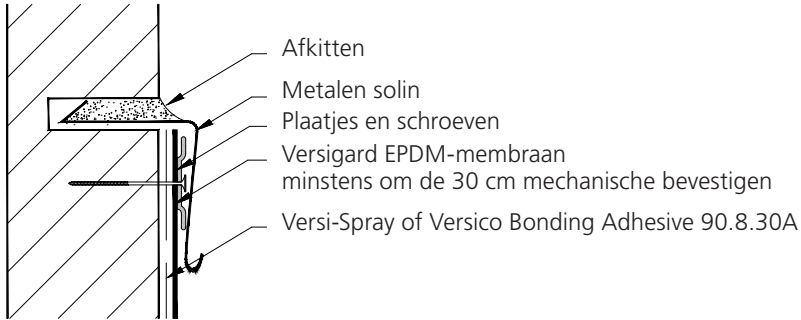 Afkitten
Metalen solin
Plaatjes en schroeven
Versigard EPDM-membraan
minstens om de 30 cm mechanische bevestigen
Versi-Spray of Versico Bonding Adhesive 90.8.30A